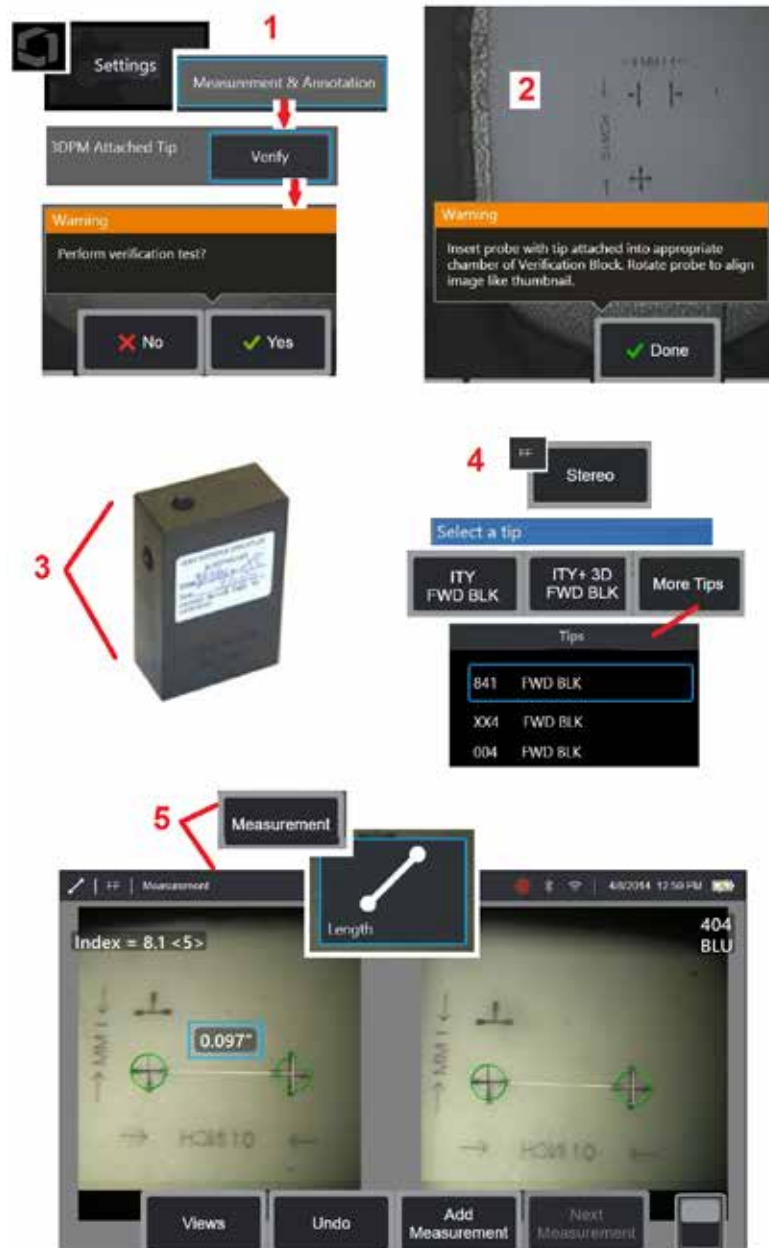 1
Settings
Measurement & Annotation
3DPM Attached Tip
Verify
Warning
Perform verification test?
No
Yes
2
Warning
Insert probe with tip attached into appropriate
chamber of Verification Block. Rotate probe to align
image like thumbnail.
Done
3
4
FF
Stereo
Select a tip
ITY
FWD BLK
ITY+ 3D
FWD BLK
More Tips
Tips
841 FWD BLK
XX4 FWD BLK
004 FWD BLK
5
Measurement
Length
FF
Measurement
4/8/2014 12:59 PM
Index = 8.1 <5>
404
BLU
0.097"
Views
Undo
Add
Measurement
Next
Measurement